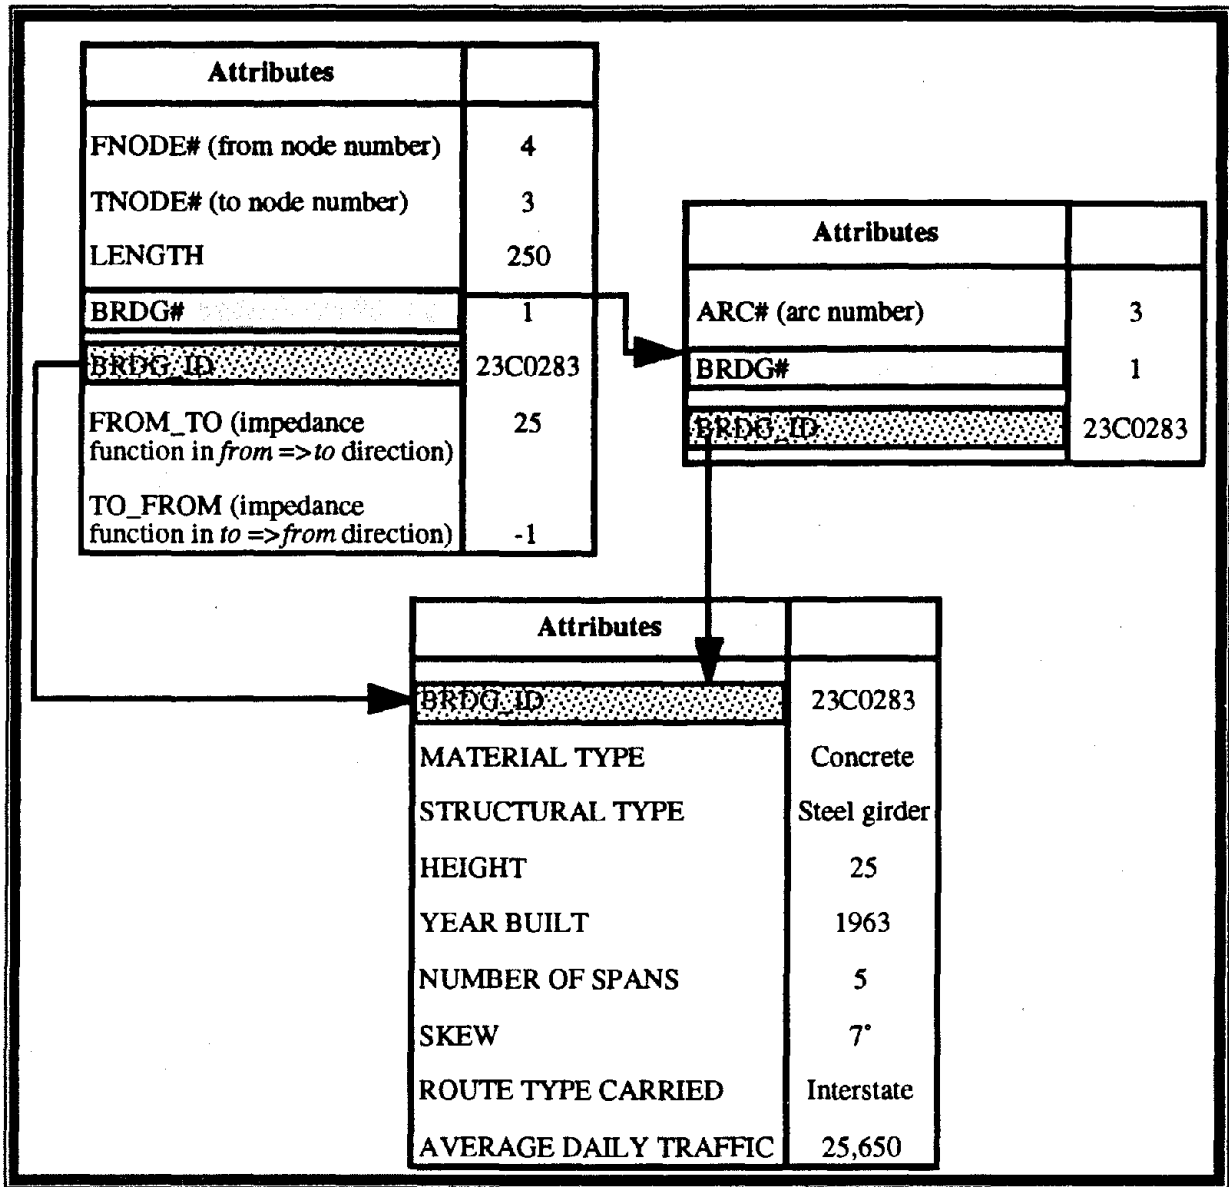 Attributes
FNODE# (from node number) 4
TNODE# (to node number) 3
LENGTH 250
BRDG# 1
BRDG_ID 23C0283
FROM_TO (impedance 25
function in from => to direction)
TO_FROM (impedance
function in to => from direction) -1
Attributes
ARC# (arc number) 3
BRDG# 1
BRDG_ID 23C0283
Attributes
BRDG_ID 23C0283
MATERIAL TYPE Concrete
STRUCTURAL TYPE Steel girder
HEIGHT 25
YEAR BUILT 1963
NUMBER OF SPANS 5
SKEW 7°
ROUTE TYPE CARRIED Interstate
AVERAGE DAILY TRAFFIC 25,650